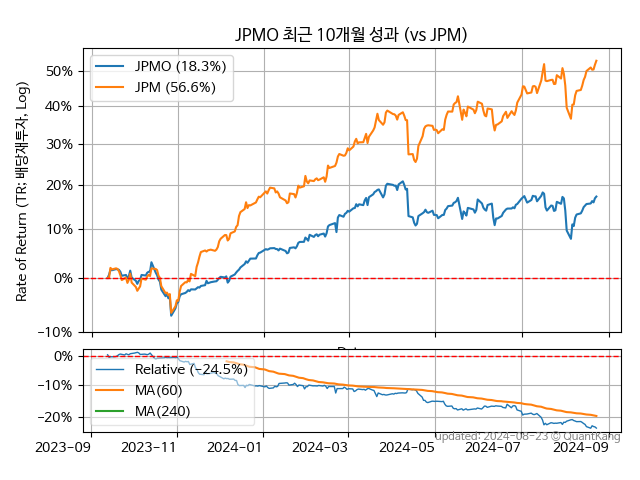 JPMO 최근 10개월 성과 (vs JPM)
Rate of Return (TR: 배당재투자, Log)
JPMO (18.3%)
JPM (56.6%)
50%
40%
30%
20%
10%
0%
−10%
Relative (−24.5%)
MA(60)
MA(240)
0%
−10%
−20%
2023-09
2023-11
2024-01
2024-03
2024-05
2024-07
2024-09
updated: 2024-08-23 © QuantKang